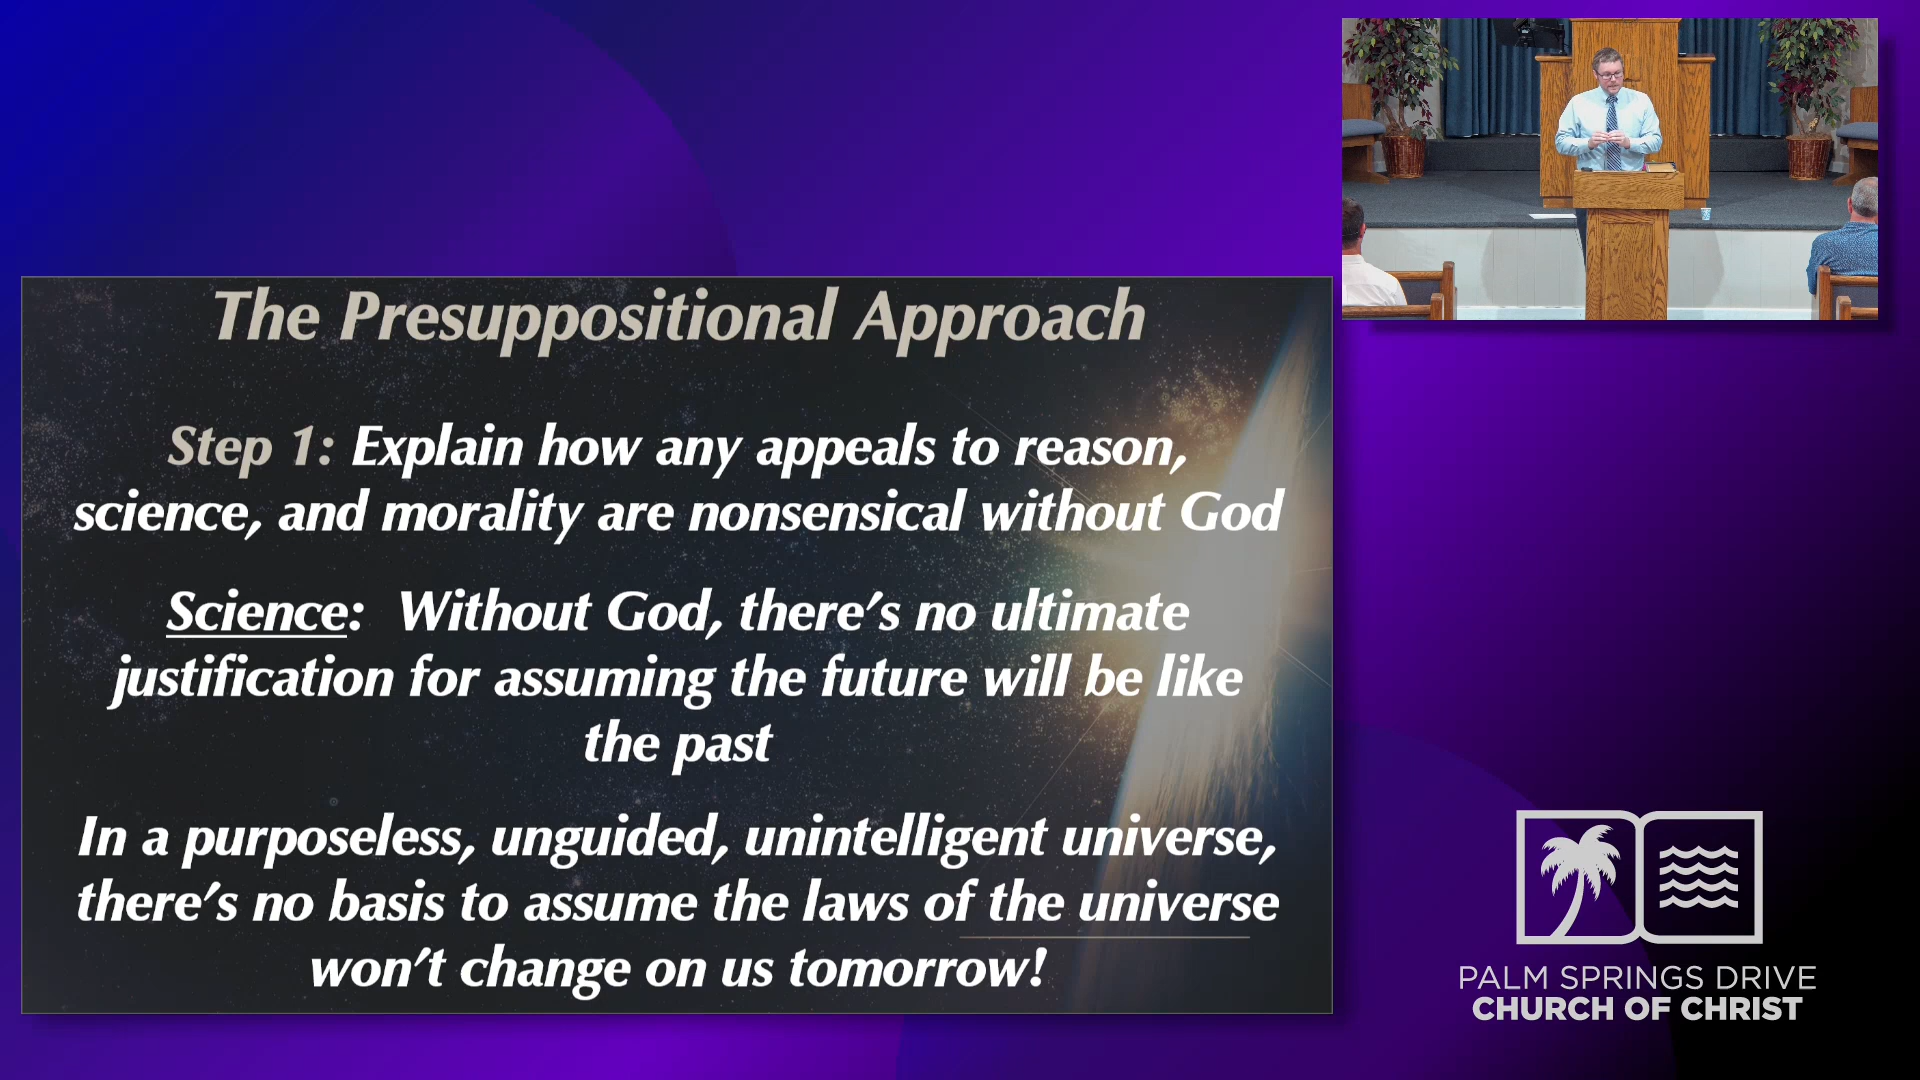 The Presuppositional Approach
Step 1: Explain how any appeals to reason,
science, and morality are nonsensical without God
Science: Without God, there's no ultimate
justification for assuming the future will be like
the past
In a purposeless, unguided, unintelligent universe,
there's no basis to assume the laws of the universe
won't change on us tomorrow!
PALM SPRINGS DRIVE
CHURCH OF CHRIST